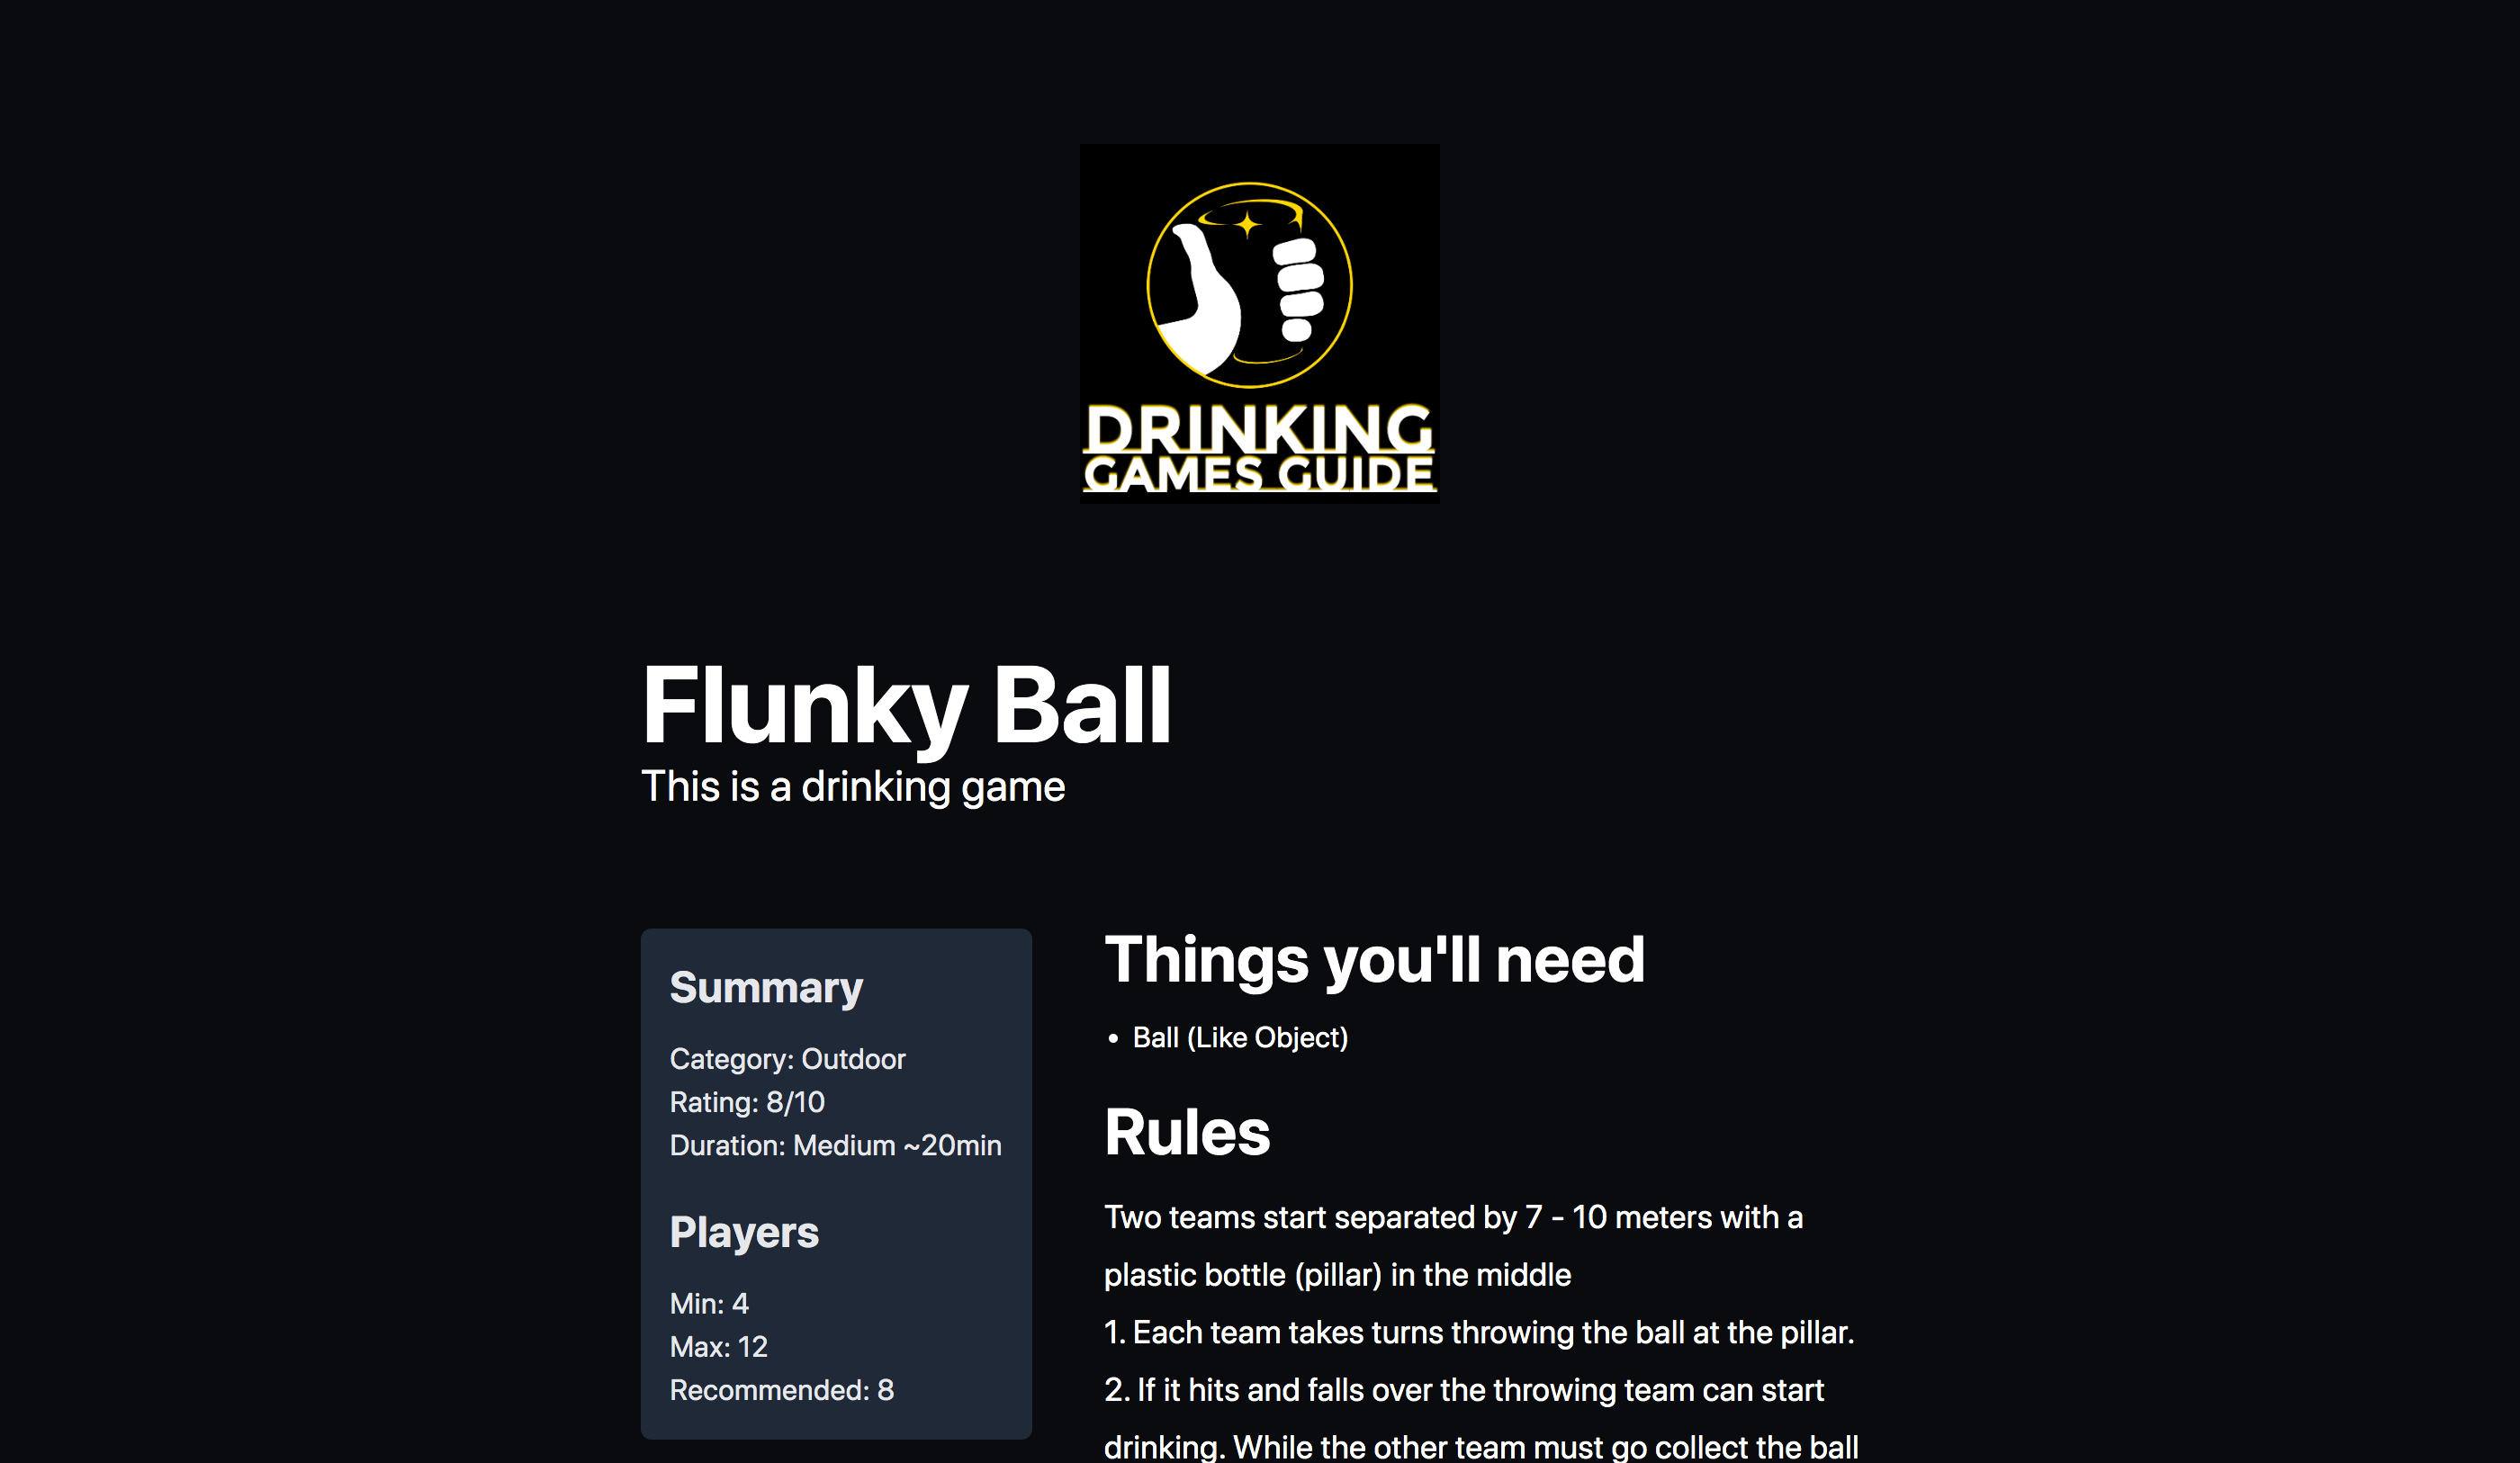 DRINKING
GAMES GUIDE
Flunky Ball
This is a drinking game
Summary
Category: Outdoor
Rating: 8/10
Duration: Medium ~20min
Players
Min: 4
Max: 12
Recommended: 8
Things you'll need
• Ball (Like Object)
Rules
Two teams start separated by 7 - 10 meters with a
plastic bottle (pillar) in the middle
1. Each team takes turns throwing the ball at the pillar.
2. If it hits and falls over the throwing team can start
drinking. While the other team must go collect the ball